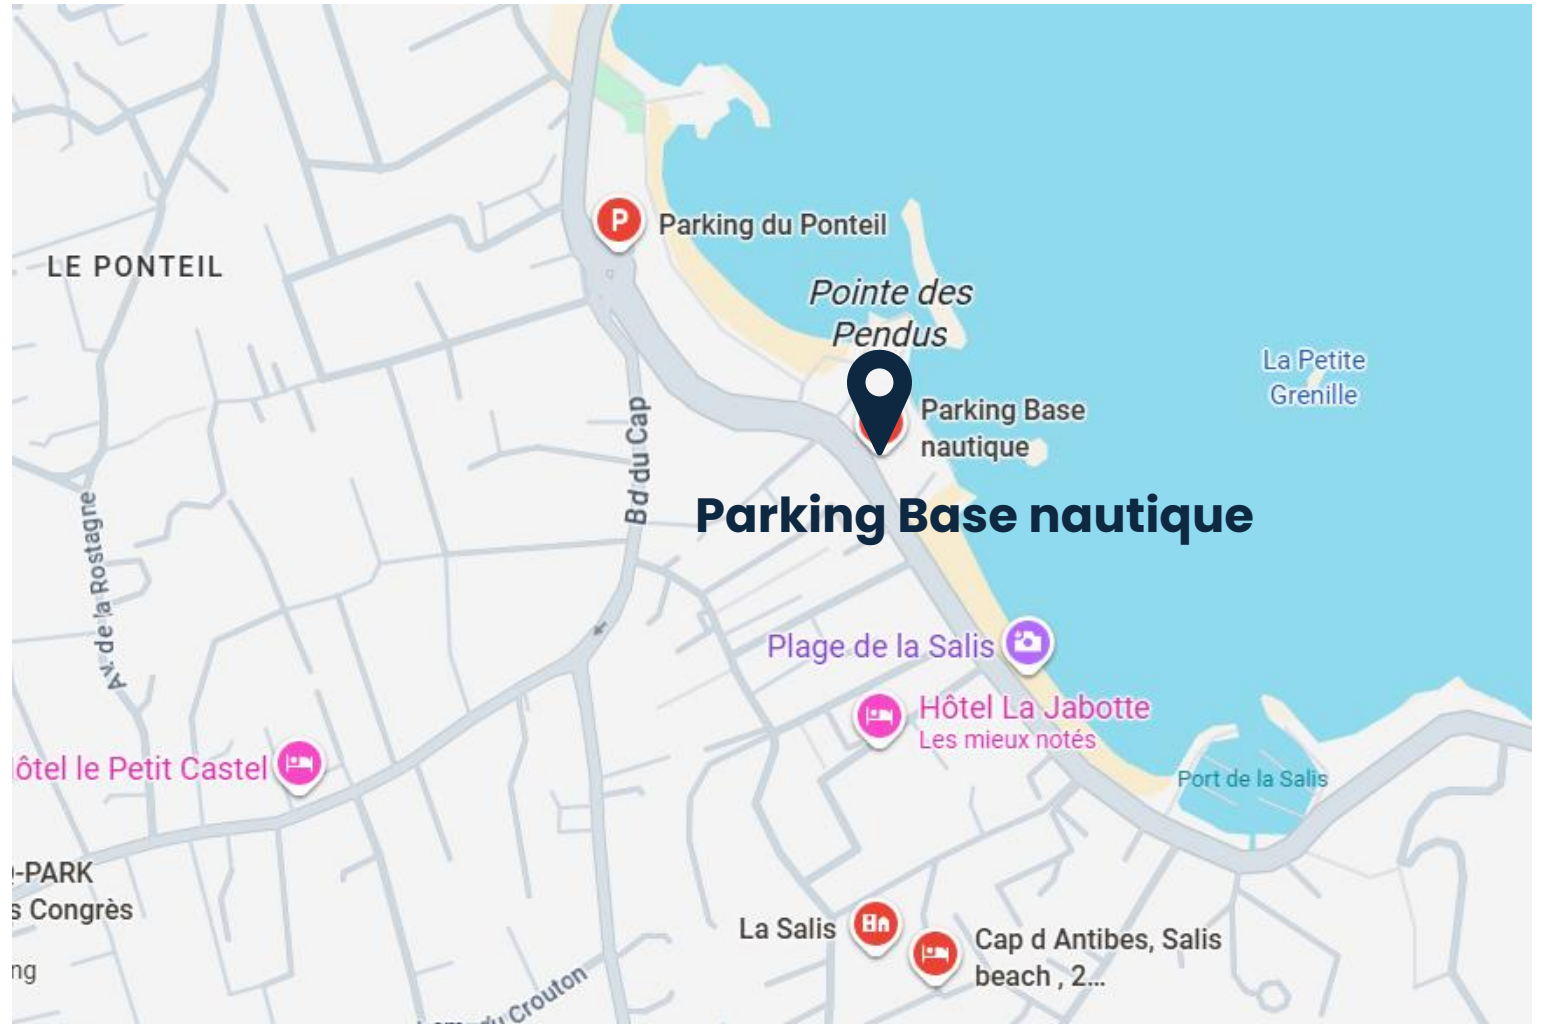 P
Parking du Ponteil
LE PONTEIL
Pointe des
Pendus
La Petite
Grenille
Parking Base
nautique
Bd du Cap
Parking Base nautique
Av. de la Rostagne
Plage de la Salis
Hôtel La Jabotte
Les mieux notés
ôtel le Petit Castel
Port de la Salis
-PARK
s Congrès
La Salis
Cap d Antibes, Salis
beach , 2...
ng
du Crouton